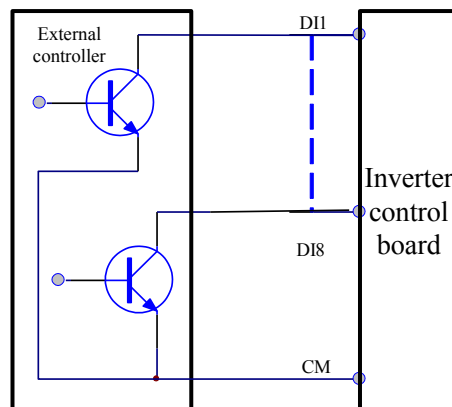 External
controller
DI1
Inverter
control
board
DI8
CM